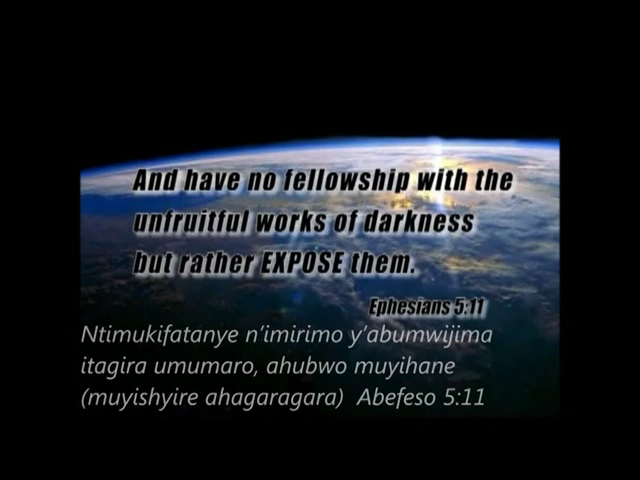 And have no fellowship with the
unfruitful works of darkness
but rather EXPOSE them.
Ephesians 5:11
Ntimukifatanye n'imirimo y'abumwijima
itagira umumaro, ahubwo muyihane
(muyishyire ahagaragara) Abefeso 5:11